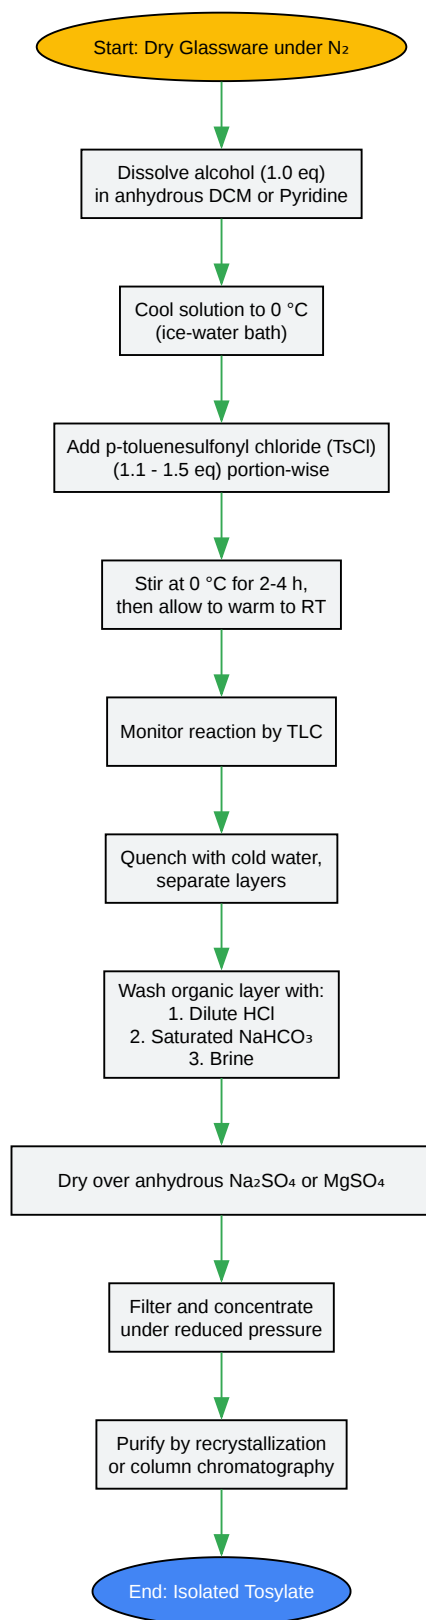 Start: Dry Glassware under N₂
Dissolve alcohol (1.0 eq)
in anhydrous DCM or Pyridine
Cool solution to 0 °C
(ice-water bath)
Add p-toluenesulfonyl chloride (TsCl)
(1.1 - 1.5 eq) portion-wise
Stir at 0 °C for 2-4 h,
then allow to warm to RT
Monitor reaction by TLC
Quench with cold water,
separate layers
Wash organic layer with:
1. Dilute HCl
2. Saturated NaHCO₃
3. Brine
Dry over anhydrous Na₂SO₄ or MgSO₄
Filter and concentrate
under reduced pressure
Purify by recrystallization
or column chromatography
End: Isolated Tosylate